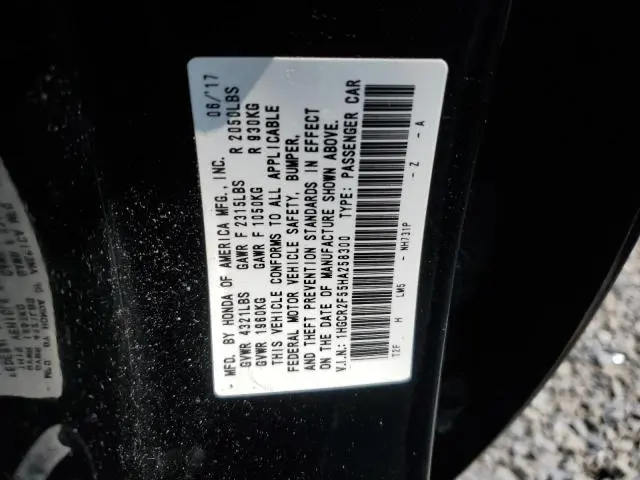 MFD. BY HONDA OF AMERICA MFG., INC. 06/17
GVWR 4321LBS GAWR F 2315LBS R 2050LBS
GVWR 1960KG GAWR F 1050KG R 930KG
THIS VEHICLE CONFORMS TO ALL APPLICABLE
FEDERAL MOTOR VEHICLE SAFETY, BUMPER,
AND THEFT PREVENTION STANDARDS IN EFFECT
ON THE DATE OF MANUFACTURE SHOWN ABOVE.
V.I.N.: 1HGCR2F55HA258300 TYPE: PASSENGER CAR
T2F H LM5 - NH731P - Z - A